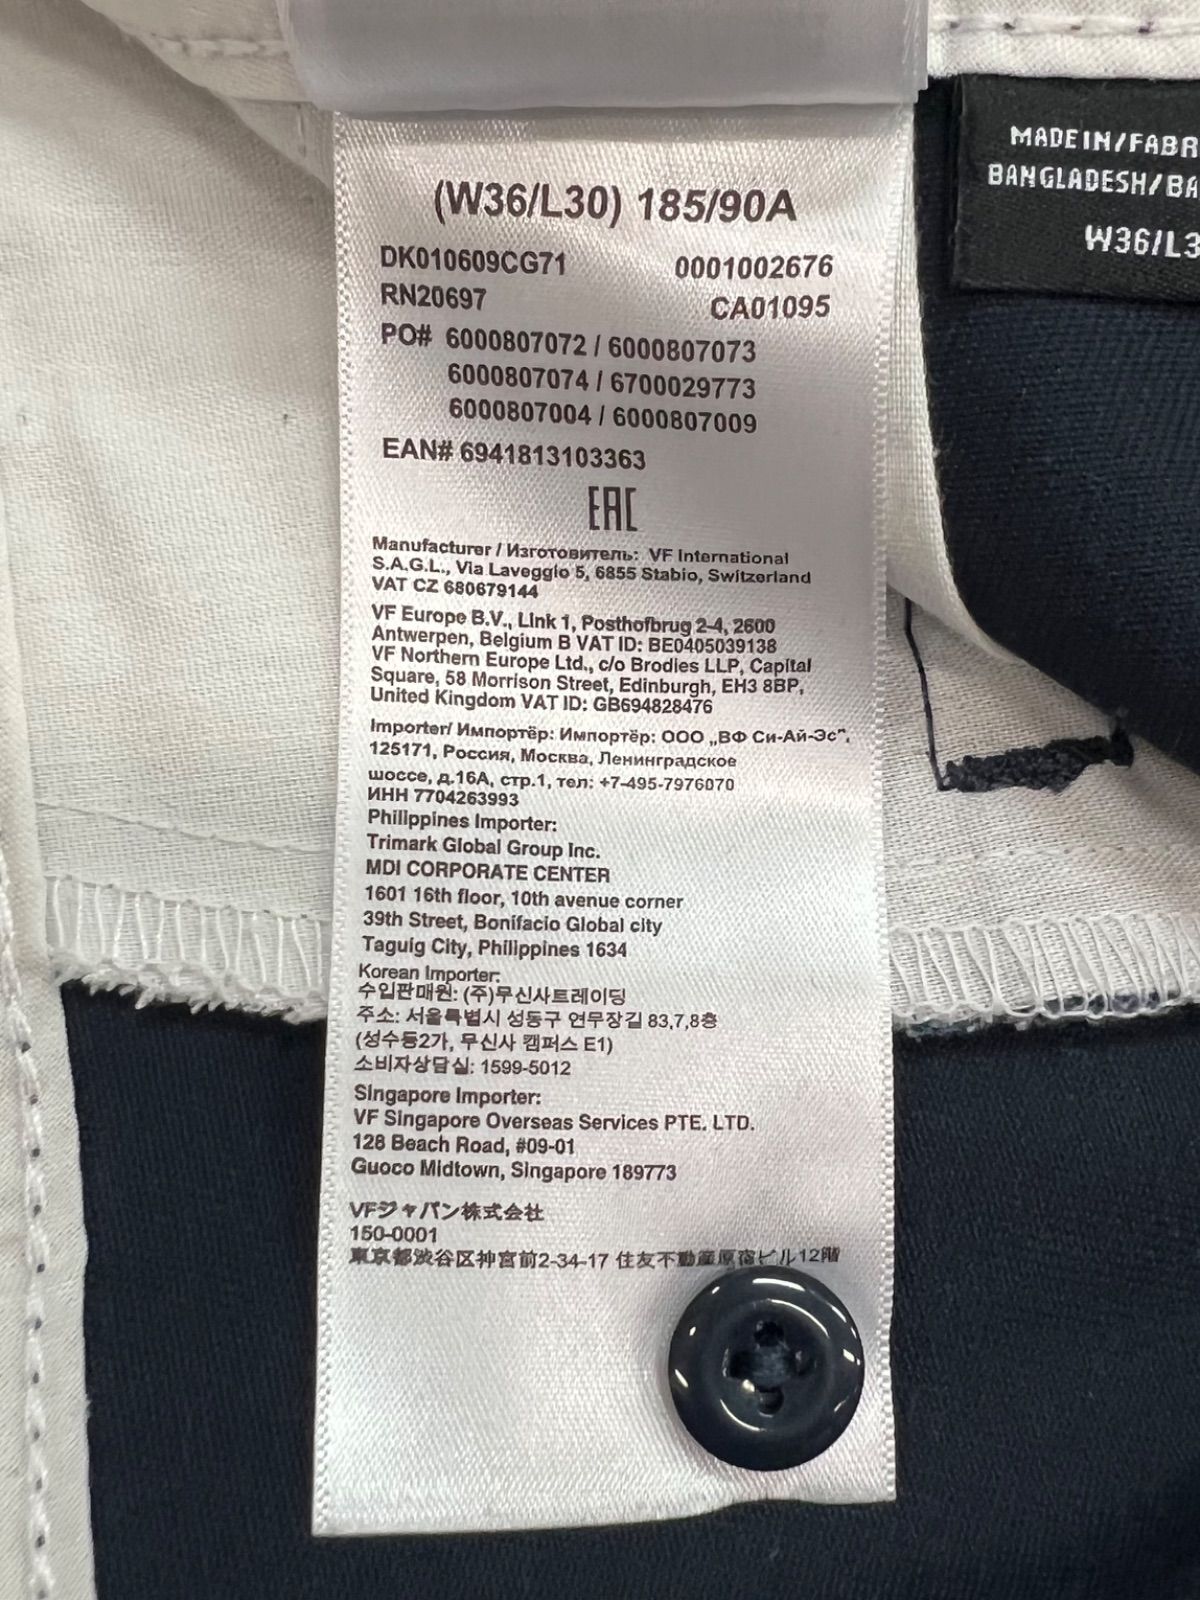 (W36/L30) 185/90A
DK010609CG71 0001002676
RN20697 CA01095
PO# 6000807072 / 6000807073
6000807074 / 6700029773
6000807004 / 6000807009
EAN# 6941813103363
EAC
Manufacturer / Изготовитель: VF International
S.A.G.L., Via Laveggio 5, 6855 Stabio, Switzerland
VAT CZ 680679144
VF Europe B.V., Link 1, Posthofbrug 2-4, 2600
Antwerpen, Belgium B VAT ID: BE0405039138
VF Northern Europe Ltd., c/o Brodies LLP, Capital
Square, 58 Morrison Street, Edinburgh, EH3 8BP,
United Kingdom VAT ID: GB694828476
Importer/ Импортёр: Импортёр: ООО „ВФ Си-Ай-Эс",
125171, Россия, Москва, Ленинградское
шоссе, д.16А, стр.1, тел: +7-495-7976070
ИНН 7704263993
Philippines Importer:
Trimark Global Group Inc.
MDI CORPORATE CENTER
1601 16th floor, 10th avenue corner
39th Street, Bonifacio Global city
Taguig City, Philippines 1634
Korean Importer:
수입판매원: (주)무신사트레이딩
주소: 서울특별시 성동구 연무장길 83,7,8층
(성수동2가, 무신사 캠퍼스 E1)
소비자상담실: 1599-5012
Singapore Importer:
VF Singapore Overseas Services PTE. LTD.
128 Beach Road, #09-01
Guoco Midtown, Singapore 189773
VFジャパン株式会社
150-0001
東京都渋谷区神宮前2-34-17 住友不動産原宿ビル12階
MADE IN/FABR
BANGLADESH/BA
W36/L3